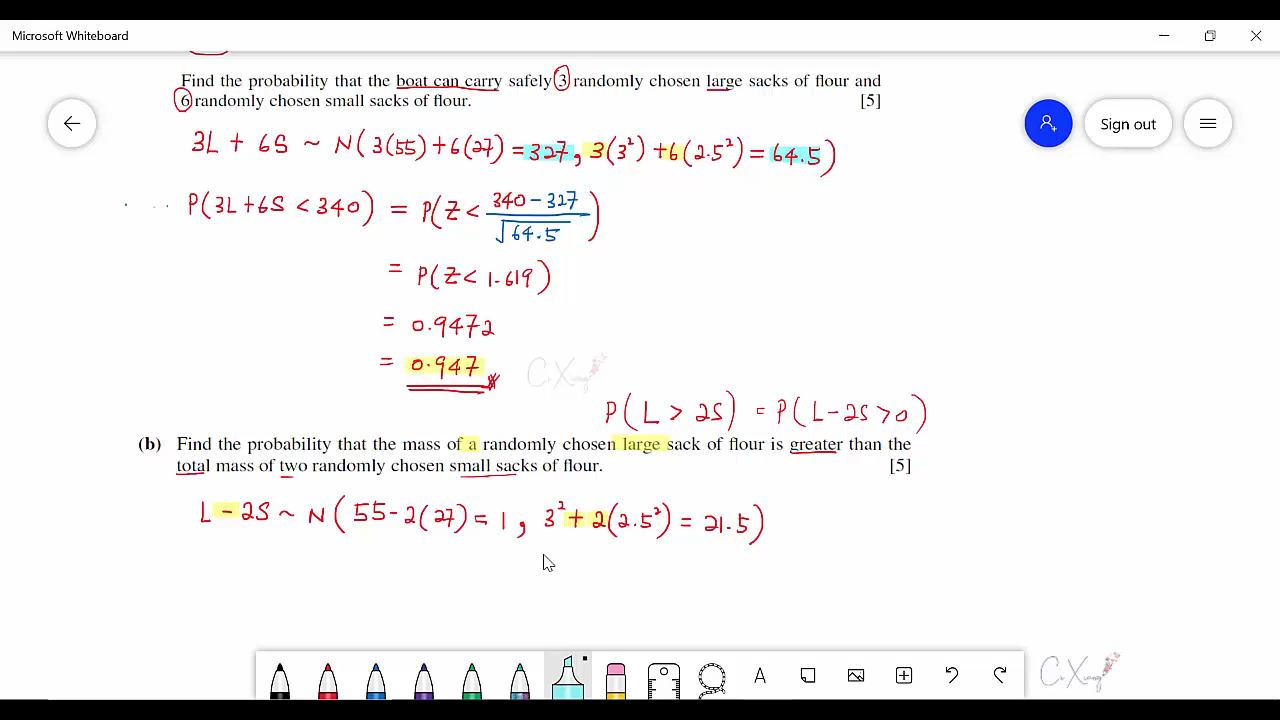 Microsoft Whiteboard
Find the probability that the boat can carry safely 3 randomly chosen large sacks of flour and
6 randomly chosen small sacks of flour. [5]
Sign out
3L + 6S ~ N(3(55)+6(27)=327, 3(3²)+6(2.5²)=64.5)
P(3L+6S<340) = P(Z< 340-327 / √64.5)
= P(Z<1.619)
= 0.9472
= 0.947
CXiang
P(L>2S) = P(L-2S>0)
(b) Find the probability that the mass of a randomly chosen large sack of flour is greater than the
total mass of two randomly chosen small sacks of flour. [5]
L-2S ~ N(55-2(27)=1, 3²+2(2.5²)=21.5)
A
CXiang